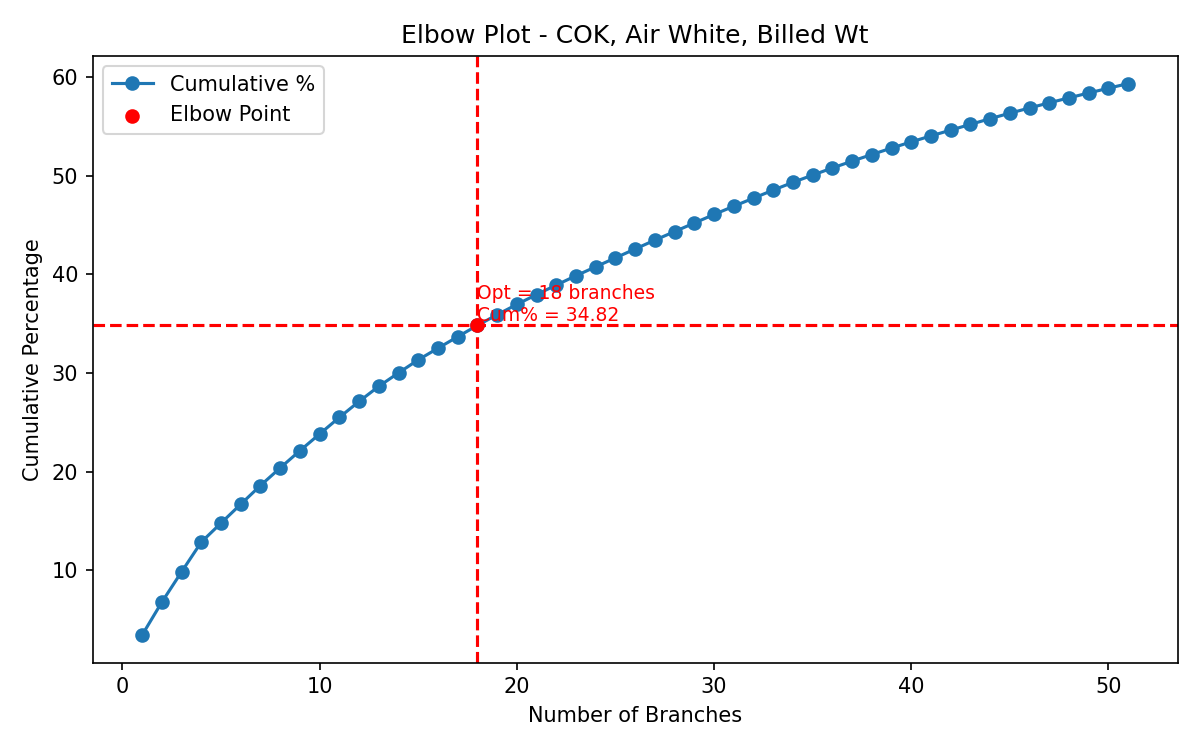 Elbow Plot - COK, Air White, Billed Wt
Cumulative %
Elbow Point
Cumulative Percentage
60
50
40
30
20
10
Opt = 18 branches
Cum% = 34.82
0
10
20
30
40
50
Number of Branches